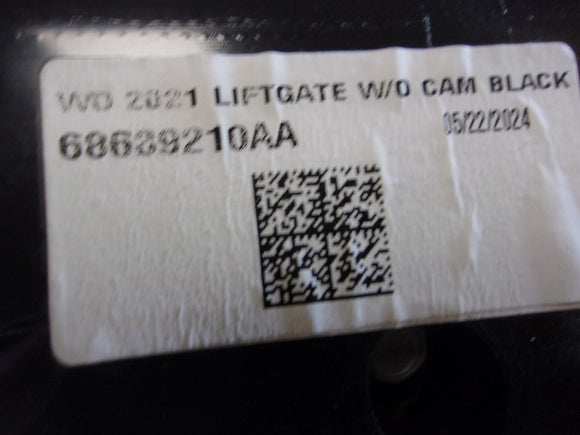 WD 2021 LIFTGATE W/O CAM BLACK
68639210AA
05/22/2024